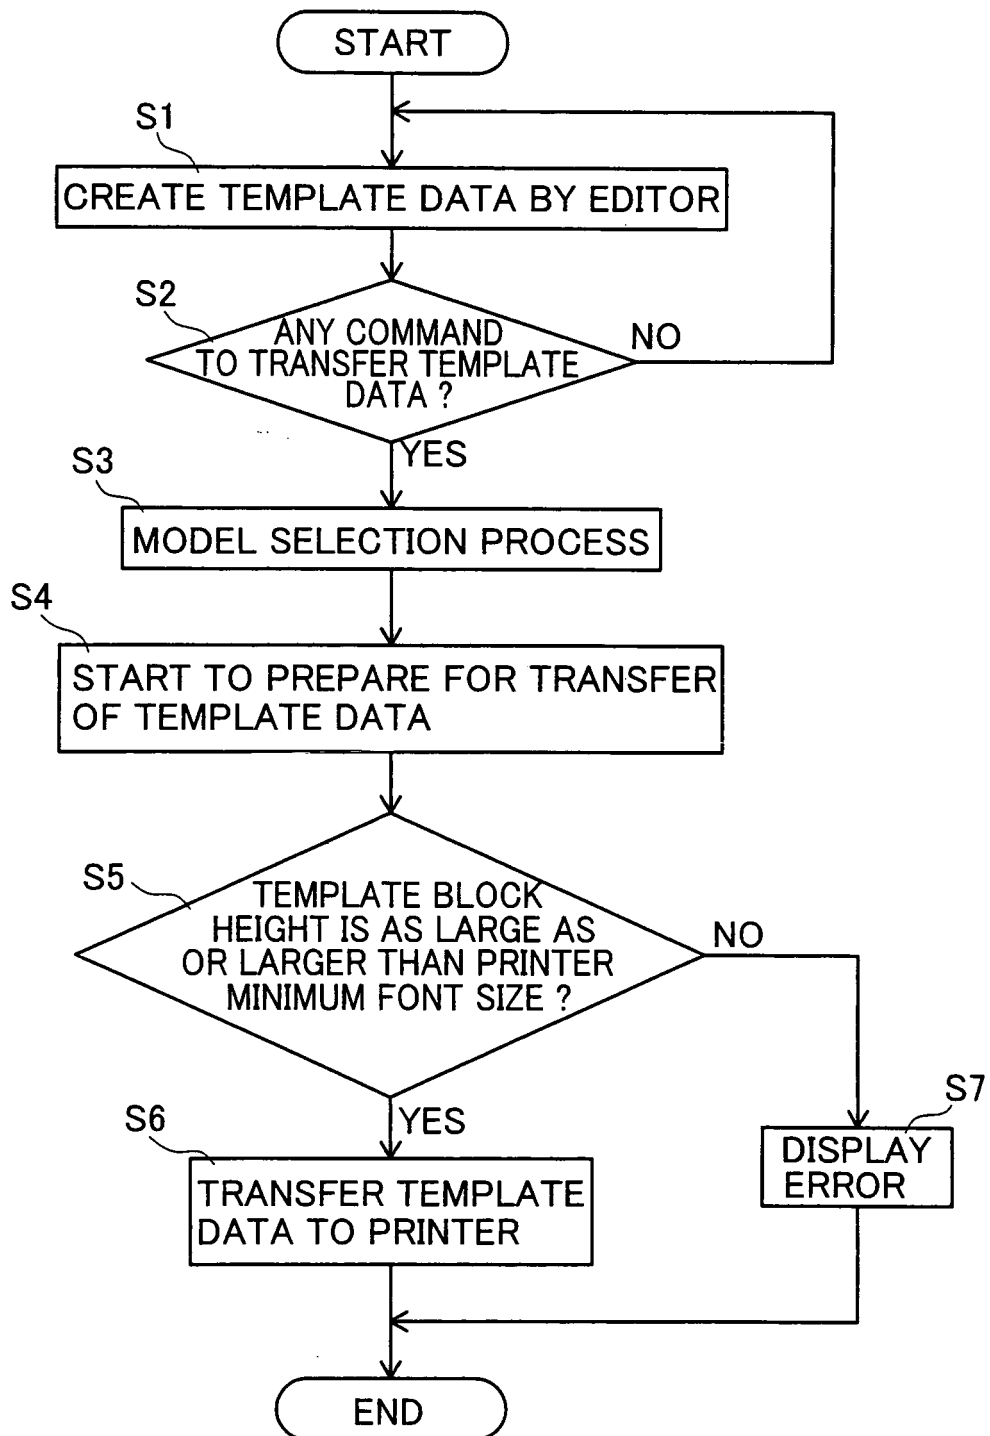 START
S1
CREATE TEMPLATE DATA BY EDITOR
S2
ANY COMMAND
TO TRANSFER TEMPLATE
DATA ?
NO
YES
S3
MODEL SELECTION PROCESS
S4
START TO PREPARE FOR TRANSFER
OF TEMPLATE DATA
S5
TEMPLATE BLOCK
HEIGHT IS AS LARGE AS
OR LARGER THAN PRINTER
MINIMUM FONT SIZE ?
NO
YES
S6
TRANSFER TEMPLATE
DATA TO PRINTER
S7
DISPLAY
ERROR
END